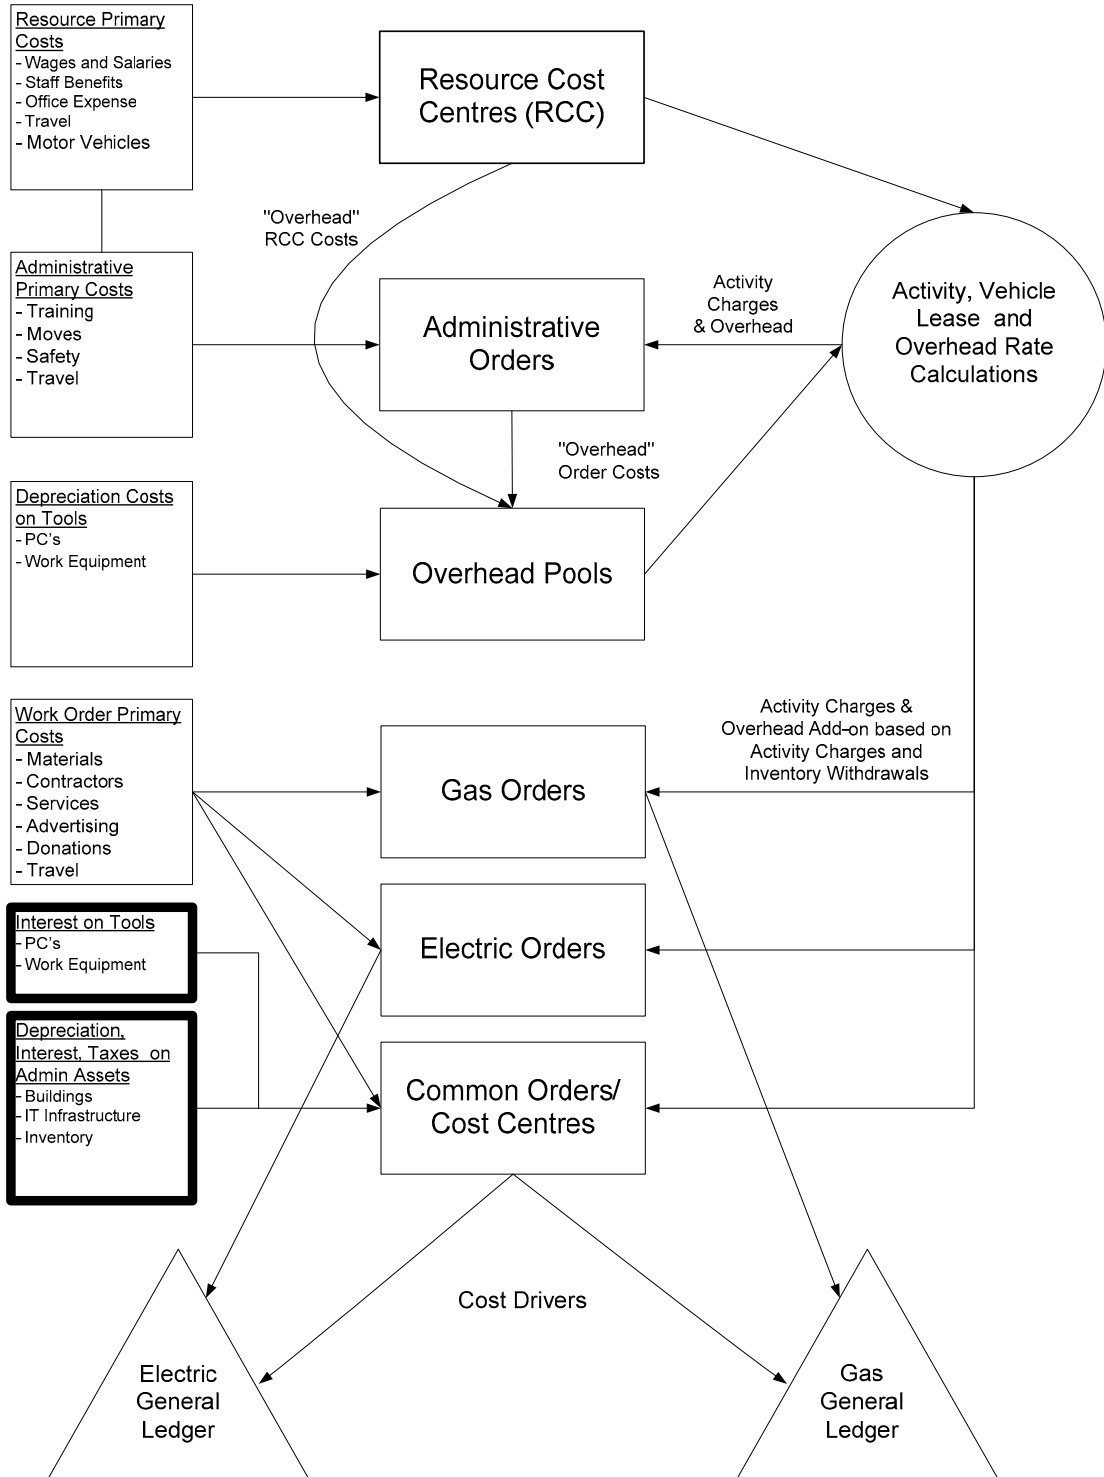 Resource Primary
Costs
- Wages and Salaries
- Staff Benefits
- Office Expense
- Travel
- Motor Vehicles
Resource Cost
Centres (RCC)
"Overhead"
RCC Costs
Administrative
Primary Costs
- Training
- Moves
- Safety
- Travel
Administrative
Orders
Activity
Charges
& Overhead
Activity, Vehicle
Lease and
Overhead Rate
Calculations
"Overhead"
Order Costs
Depreciation Costs
on Tools
- PC's
- Work Equipment
Overhead Pools
Work Order Primary
Costs
- Materials
- Contractors
- Services
- Advertising
- Donations
- Travel
Gas Orders
Activity Charges &
Overhead Add-on based on
Activity Charges and
Inventory Withdrawals
Interest on Tools
- PC's
- Work Equipment
Electric Orders
Depreciation,
Interest, Taxes on
Admin Assets
- Buildings
- IT Infrastructure
- Inventory
Common Orders/
Cost Centres
Cost Drivers
Electric
General
Ledger
Gas
General
Ledger